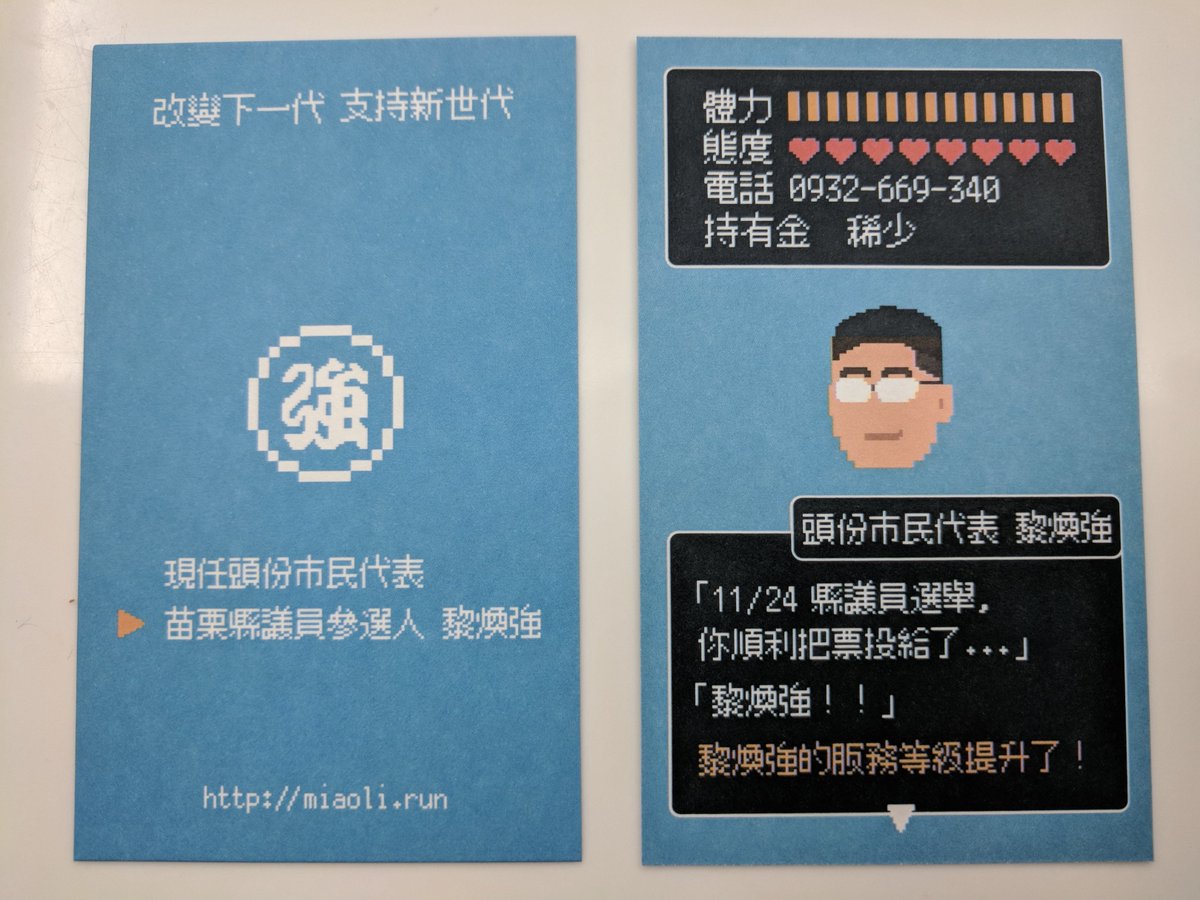 改變下一代 支持新世代
強
現任頭份市民代表
苗栗縣議員參選人 黎煥強
http://miaoli.run
體力
態度
電話 0932-669-340
持有金 稀少
頭份市民代表 黎煥強
「11/24 縣議員選舉,
你順利把票投給了...」
「黎煥強！！」
黎煥強的服務等級提升了！